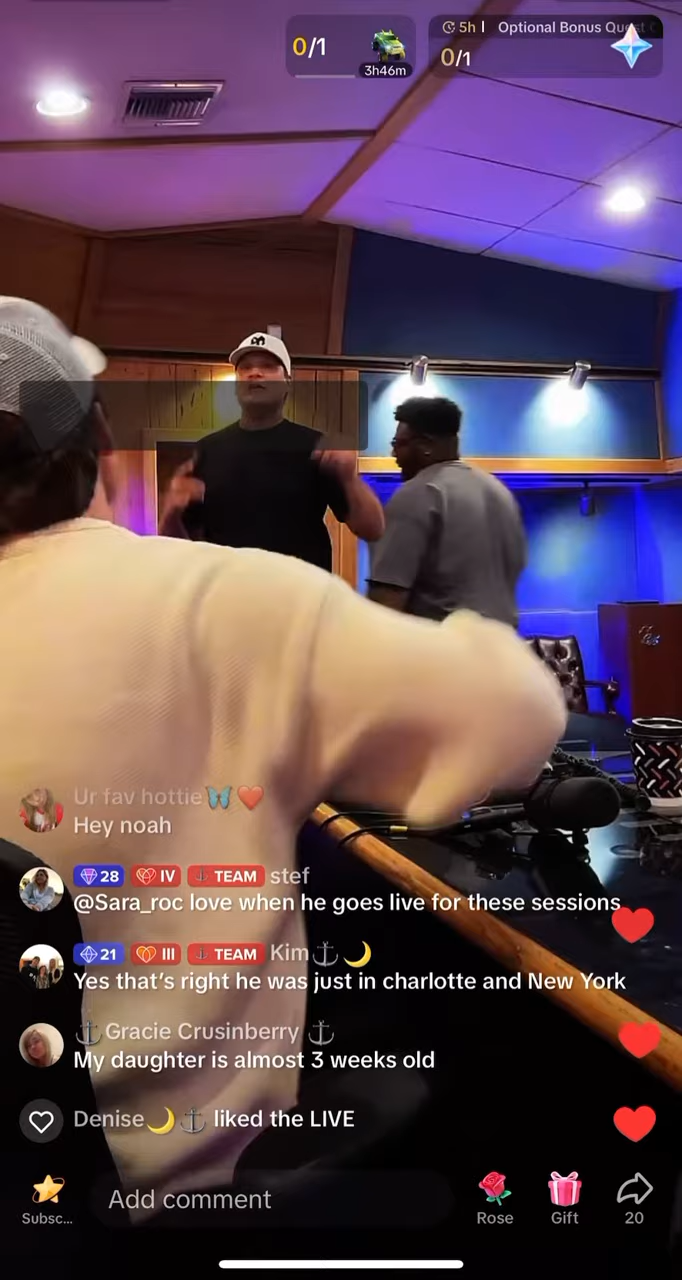 0/1
3h46m
5h | Optional Bonus Quest
0/1
Ur fav hottie🦋❤️
Hey noah
28 IV TEAM stef
@Sara_roc love when he goes live for these sessions
21 III TEAM Kim⚓🌙
Yes that’s right he was just in charlotte and New York
⚓Gracie Crusinberry ⚓
My daughter is almost 3 weeks old
Denise🌙⚓ liked the LIVE
Add comment
Subsc...
Rose
Gift
20